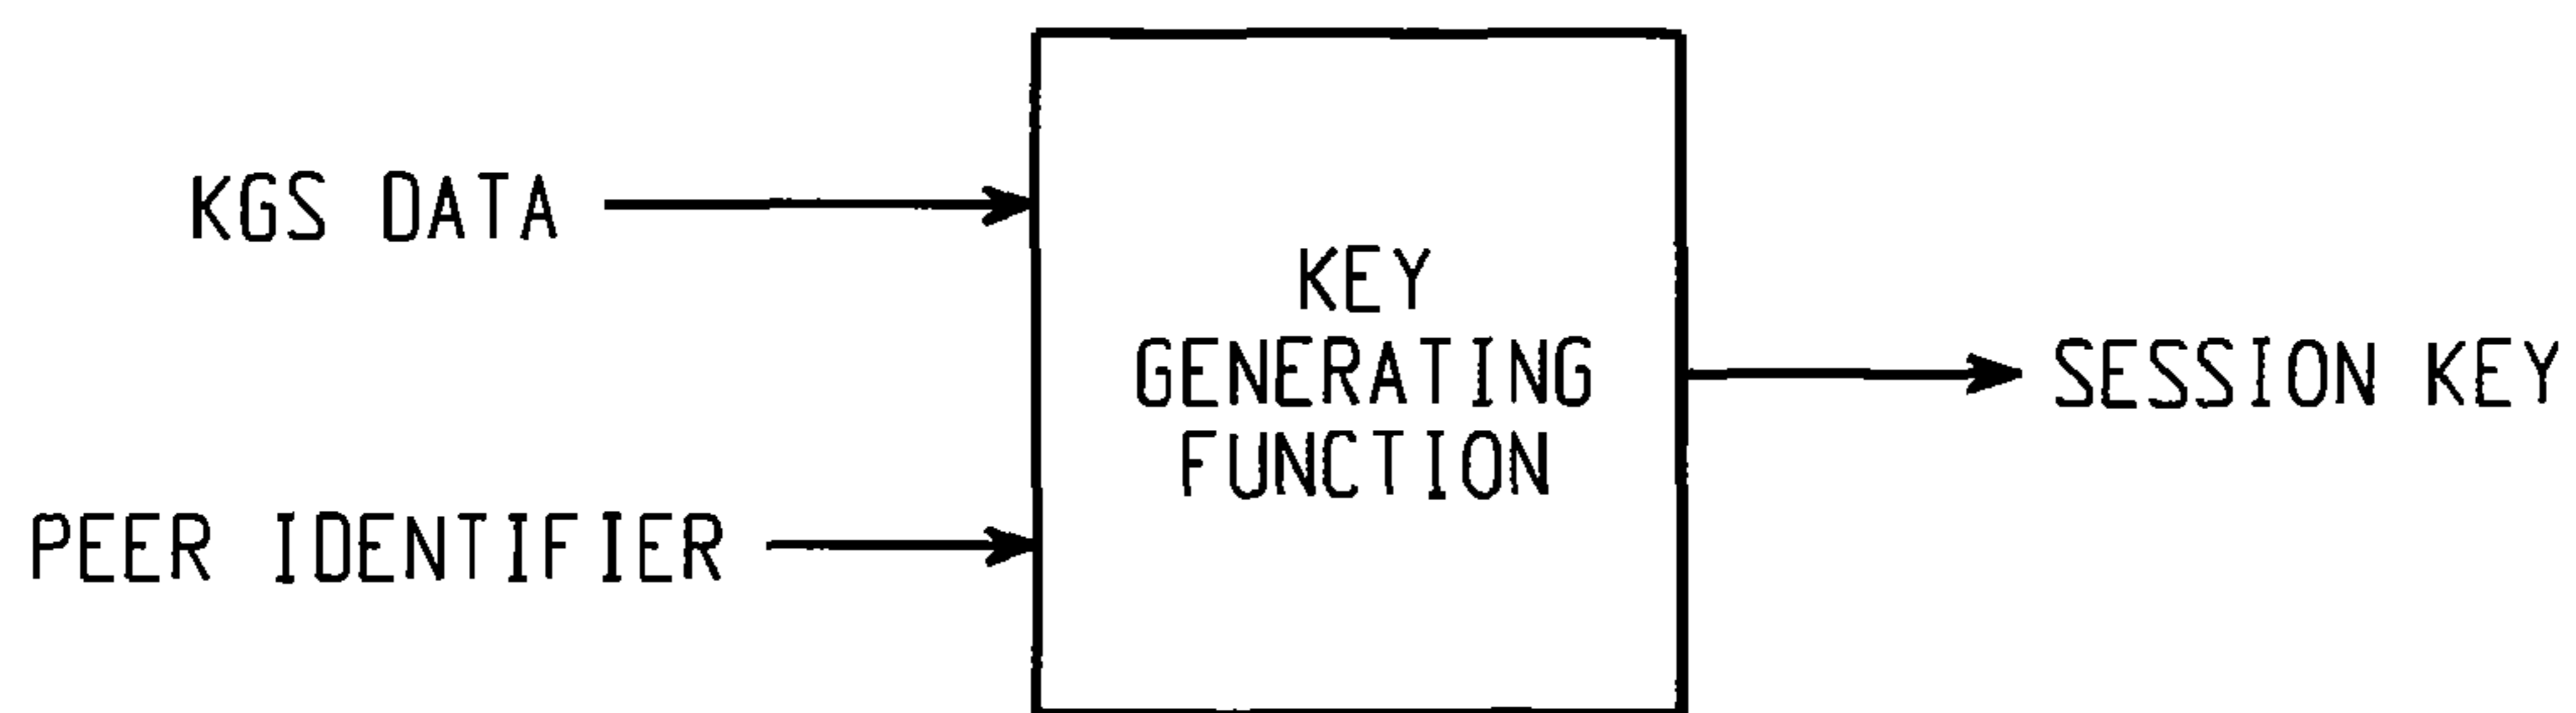 KGS DATA
PEER IDENTIFIER
KEY
GENERATING
FUNCTION
SESSION KEY